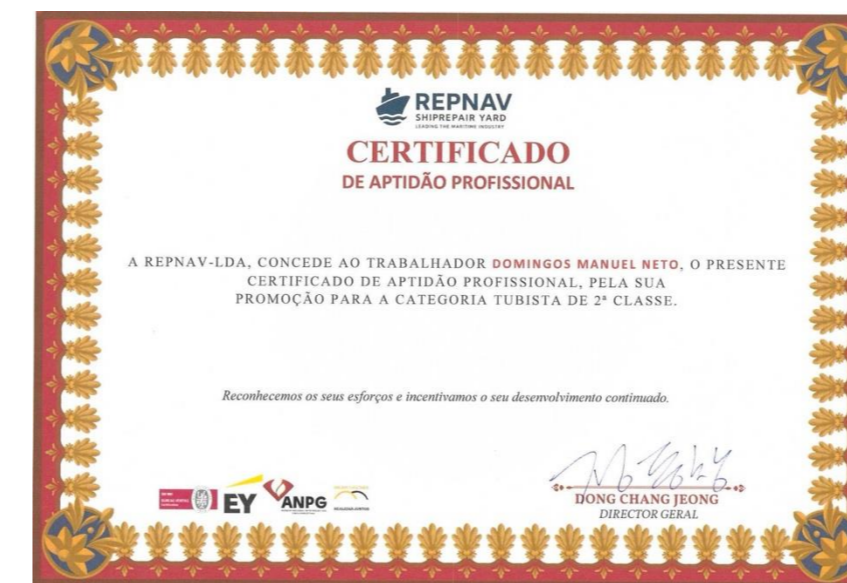 REPNAV
SHIPREPAIR YARD
LEADING THE MARITIME INDUSTRY
CERTIFICADO
DE APTIDÃO PROFISSIONAL
A REPNAV-LDA, CONCEDE AO TRABALHADOR DOMINGOS MANUEL NETO, O PRESENTE
CERTIFICADO DE APTIDÃO PROFISSIONAL, PELA SUA
PROMOÇÃO PARA A CATEGORIA TUBISTA DE 2ª CLASSE.
Reconhecemos os seus esforços e incentivamos o seu desenvolvimento continuado.
EY
ANPG
DONG CHANG JEONG
DIRECTOR GERAL